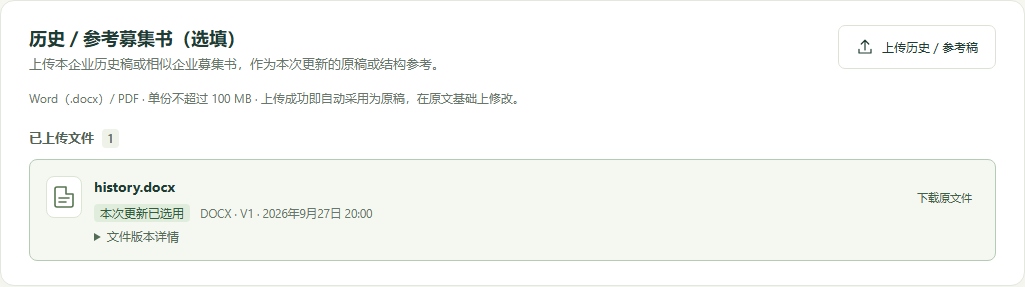 历史 / 参考募集书（选填）
上传历史 / 参考稿
上传本企业历史稿或相似企业募集书，作为本次更新的原稿或结构参考。
Word（.docx）/ PDF · 单份不超过 100 MB · 上传成功即自动采用为原稿，在原文基础上修改。
已上传文件 1
history.docx
下载原文件
本次更新已选用 DOCX · V1 · 2026年9月27日 20:00
▶ 文件版本详情